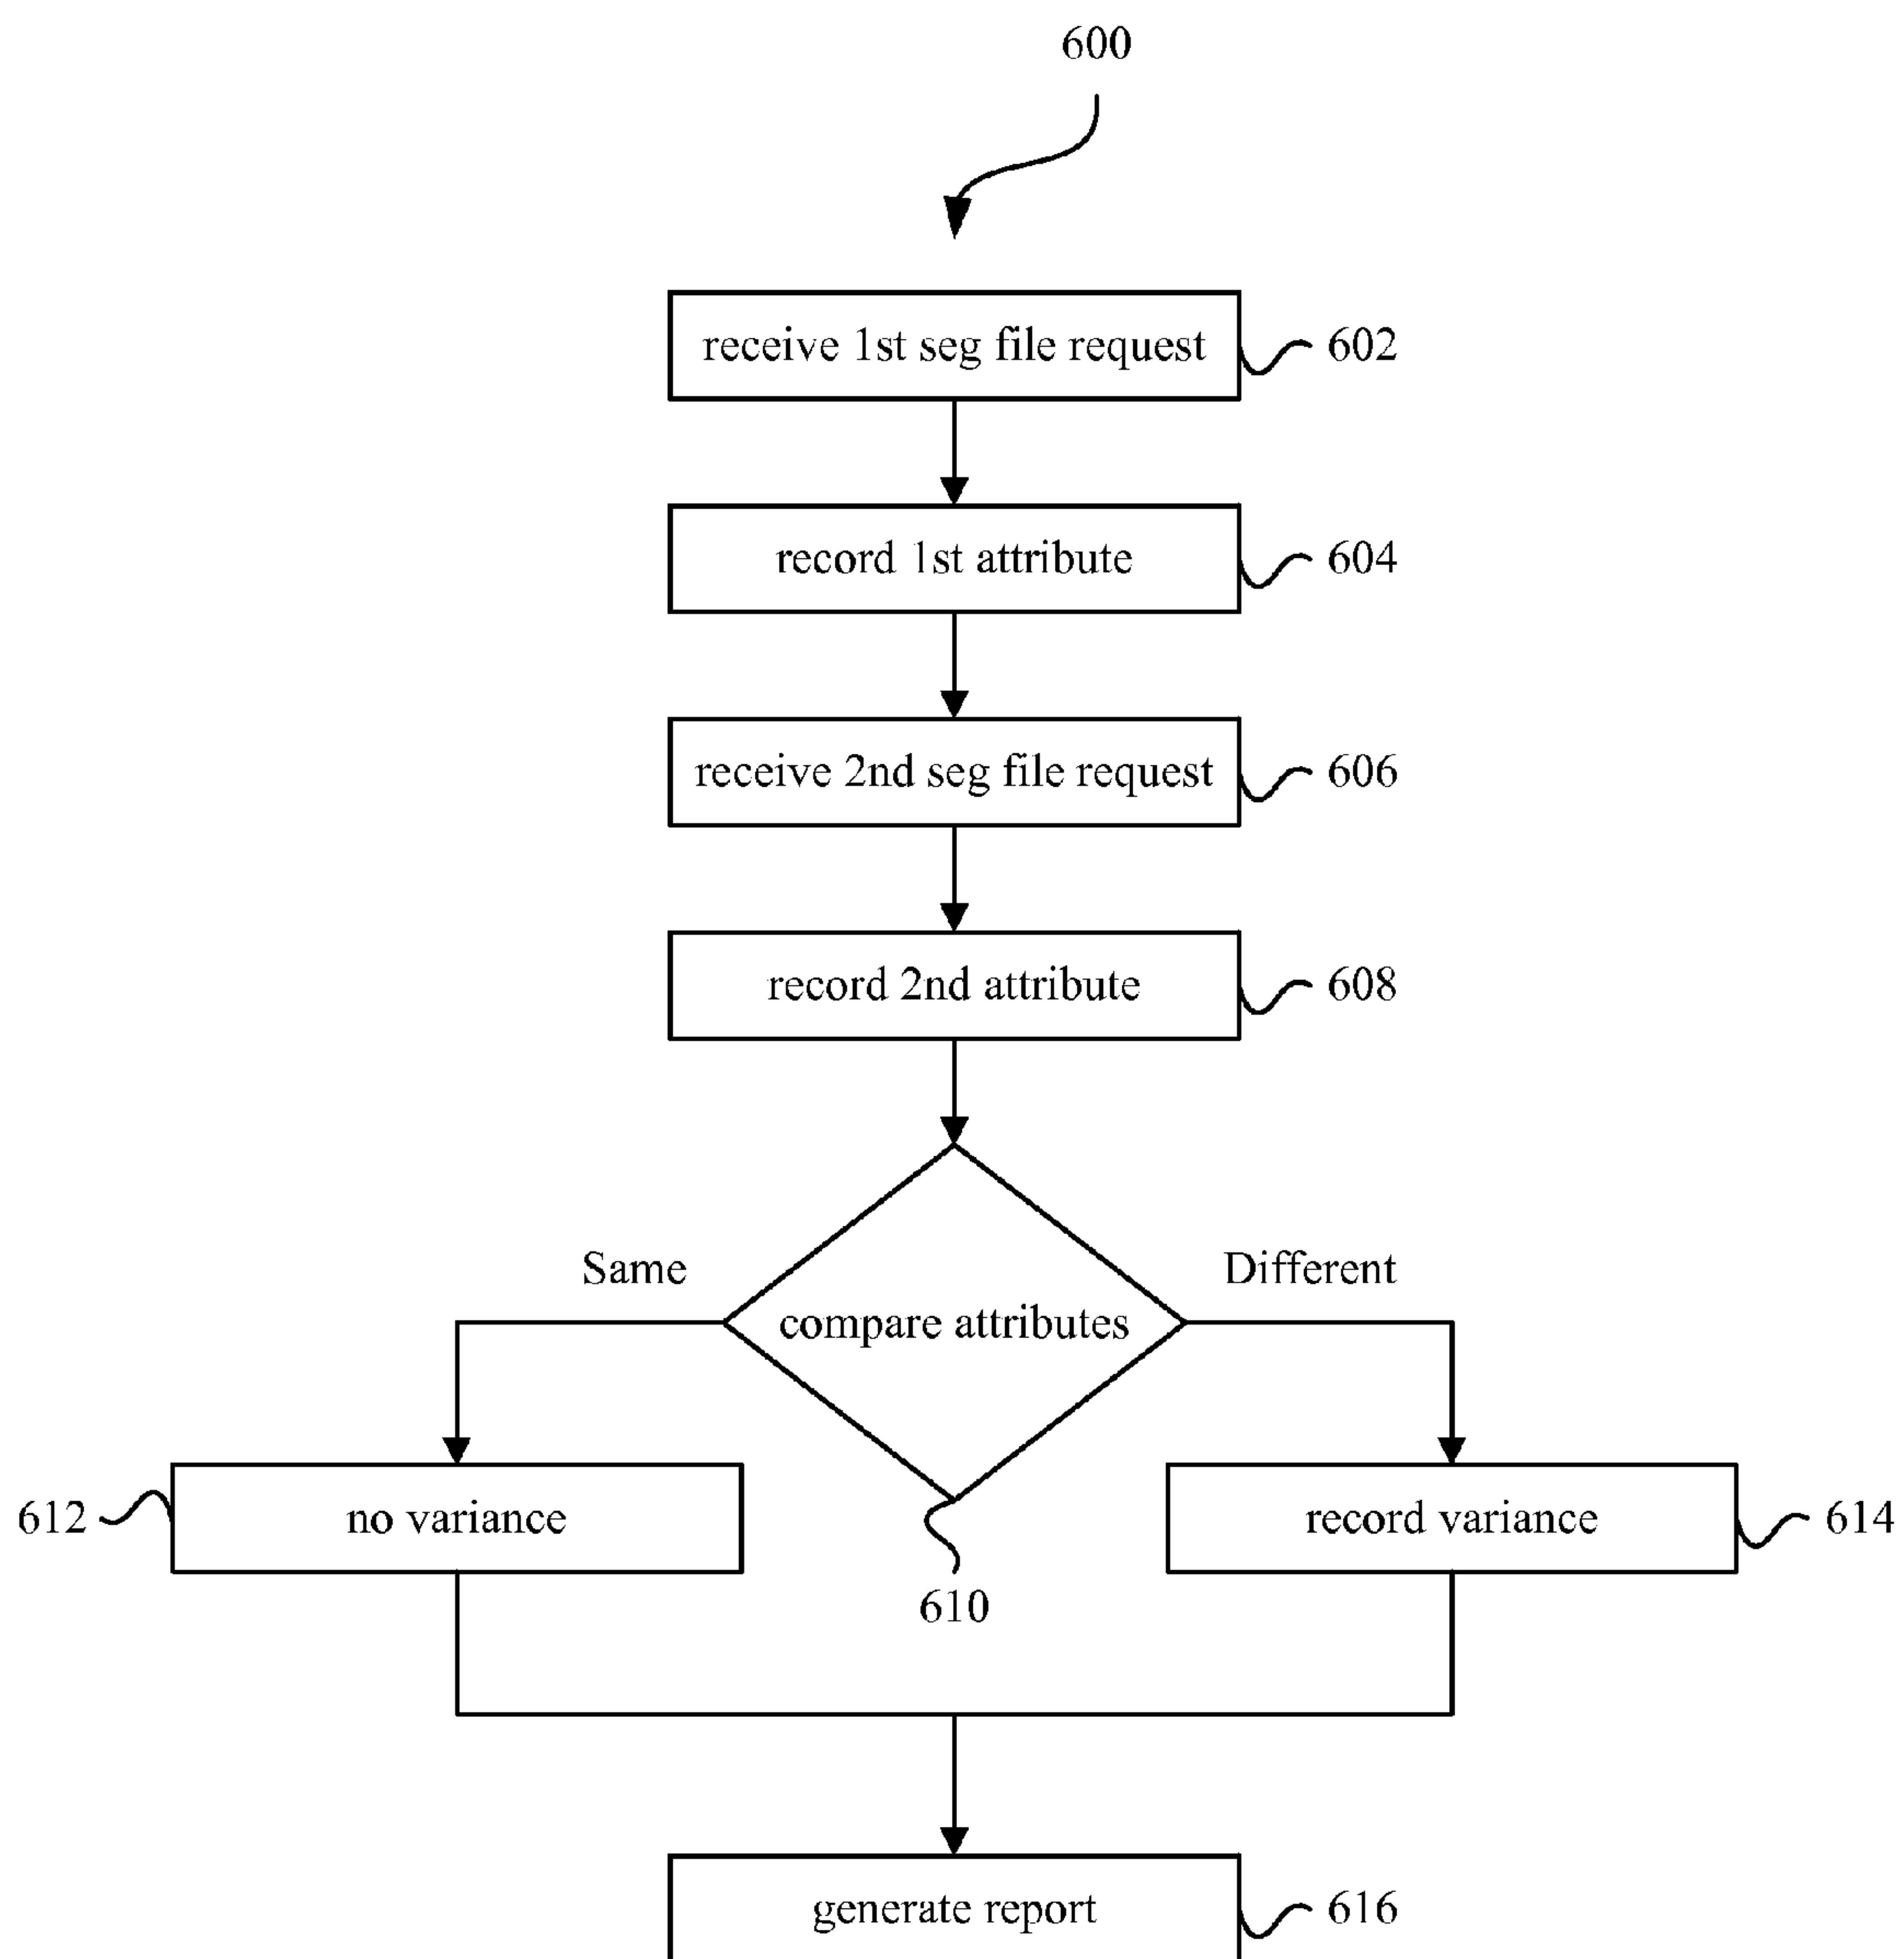 600
receive 1st seg file request
602
record 1st attribute
604
receive 2nd seg file request
606
record 2nd attribute
608
Same
Different
compare attributes
612
no variance
record variance
614
610
generate report
616